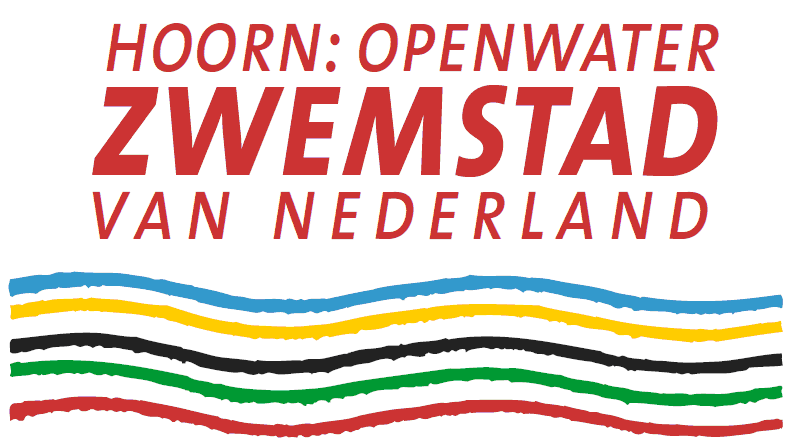 HOORN: OPENWATER
ZWEMSTAD
VAN NEDERLAND